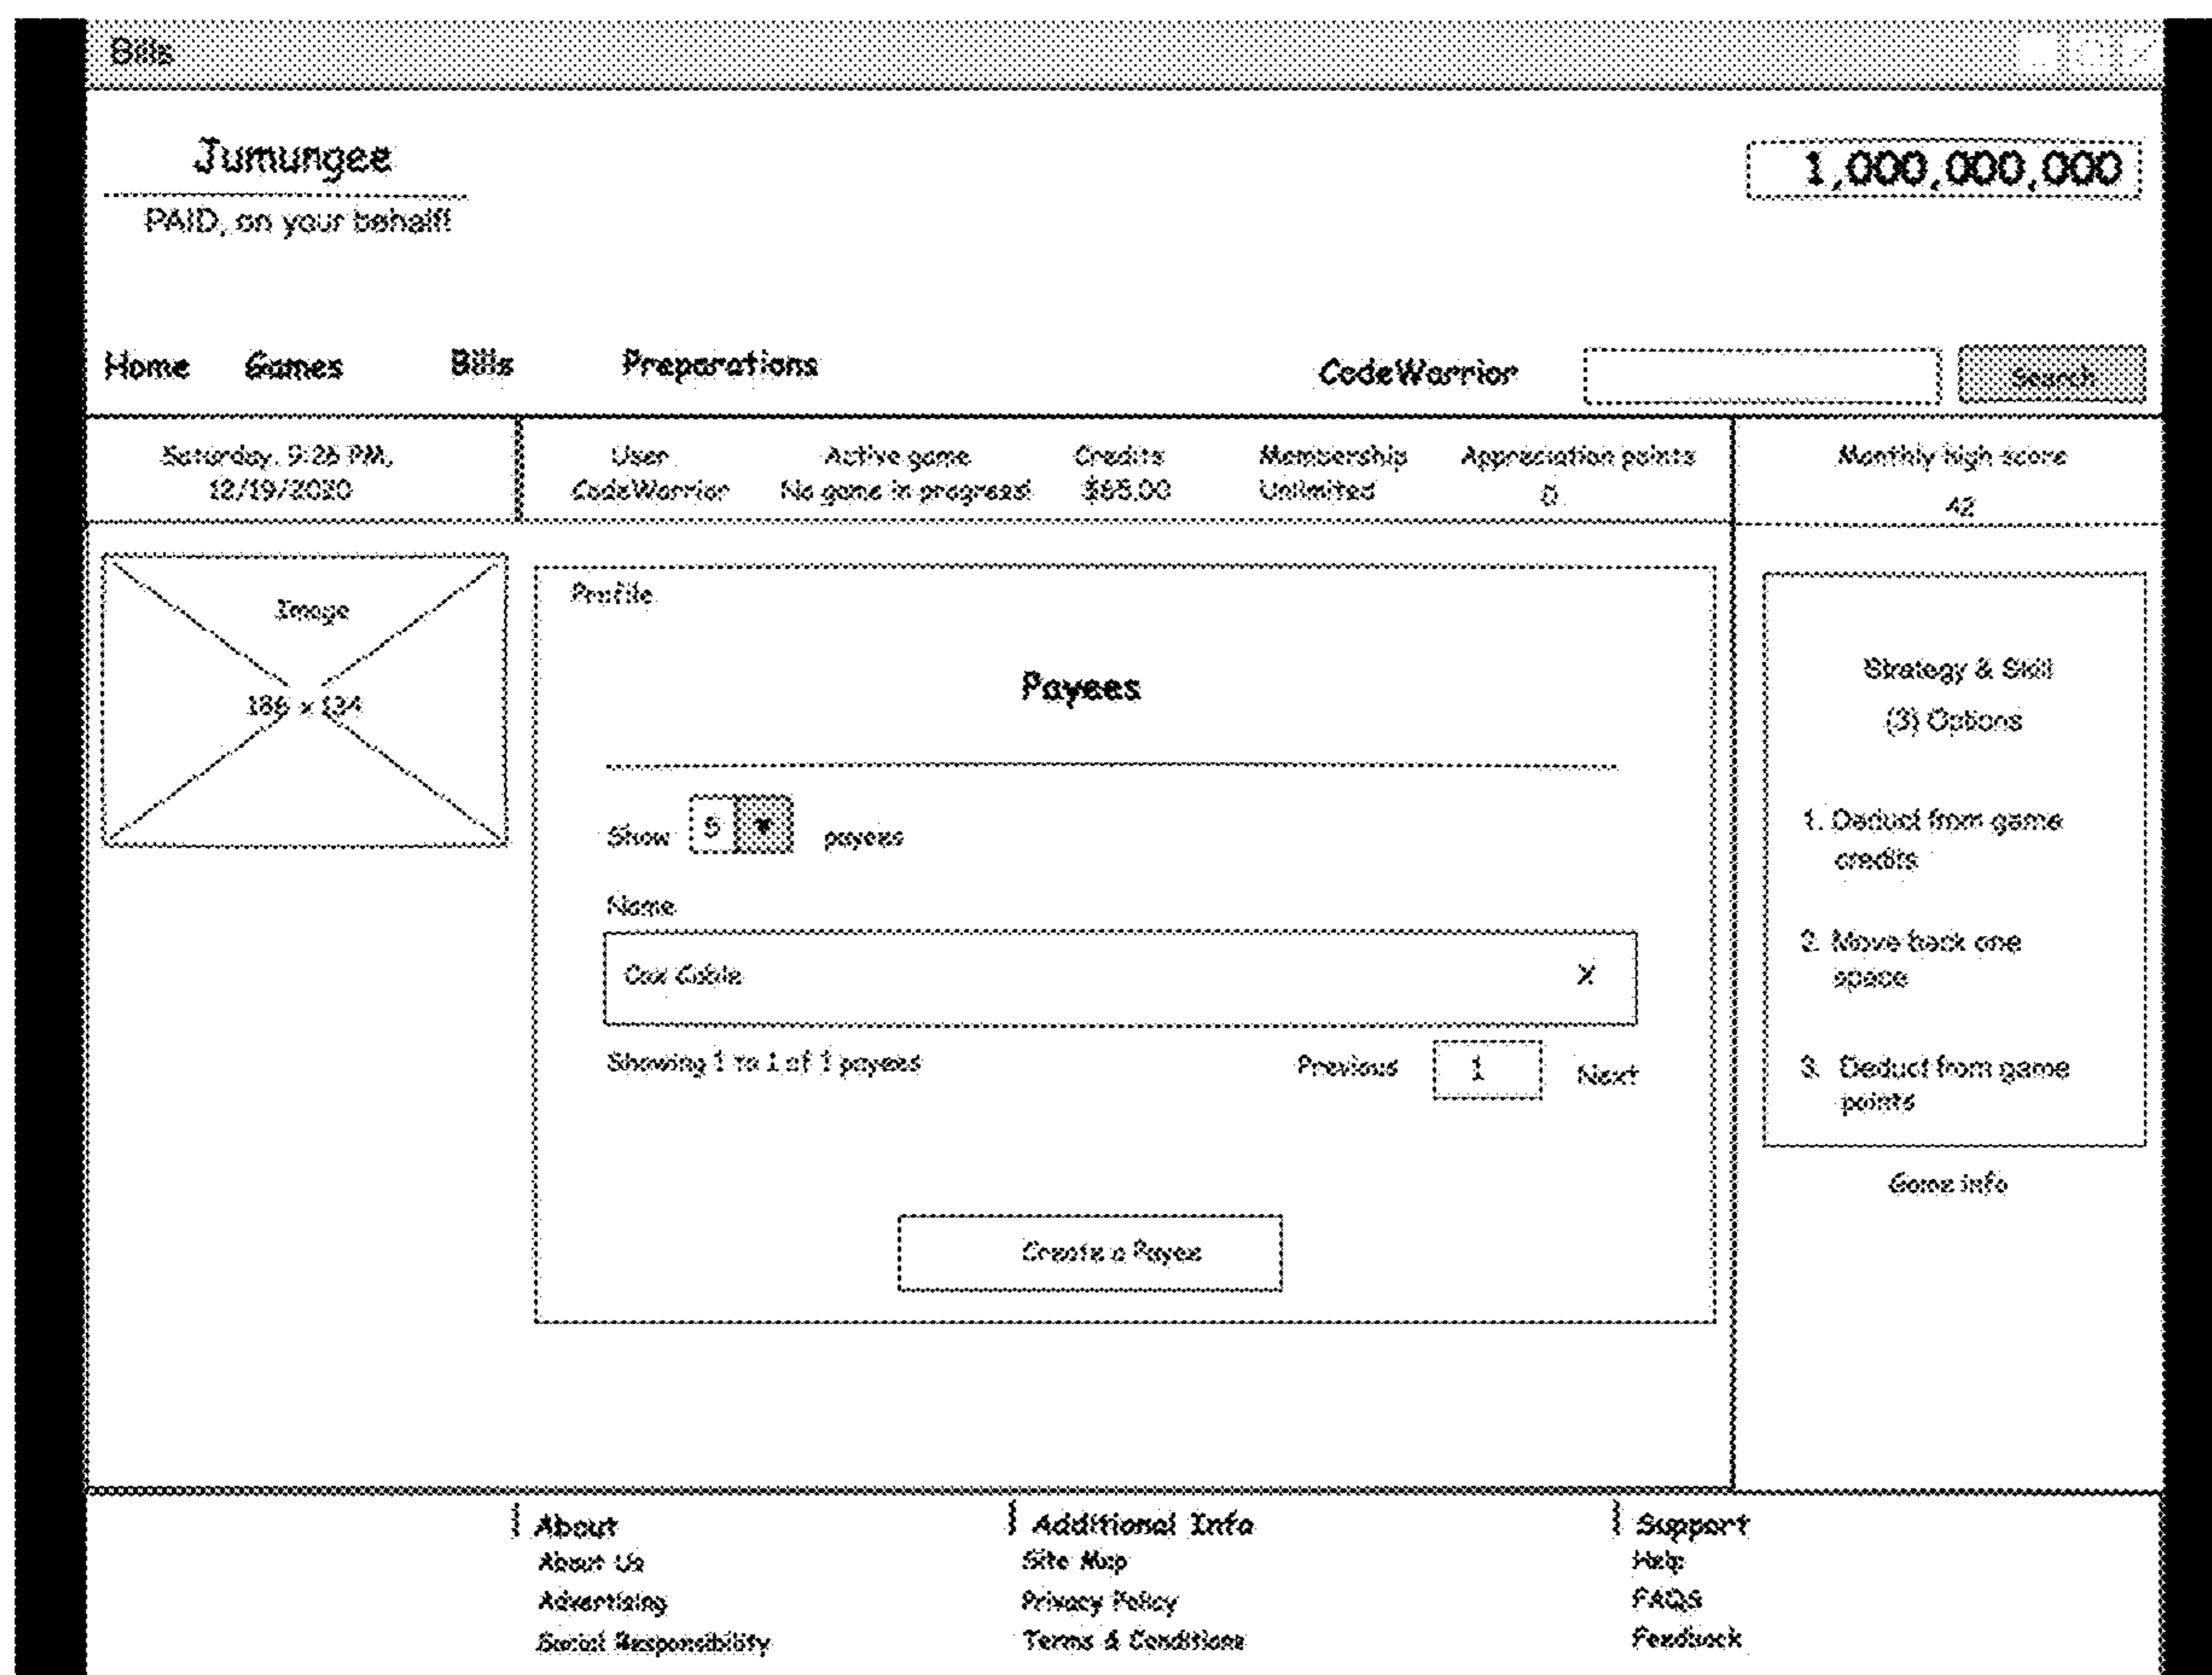 Bills
Jumungee
1,000,000,000
PAID, on your behalf!
Home Games Bills Preparations CodeWarrior Search
Saturday, 9:26 PM,
12/19/2020
User Active game Credits Membership Appreciation points Monthly high score
CodeWarrior No game in progress! $65.00 Unlimited 0
42
Image
186 x 134
Profile
Payees
Show 5 payees
Name
Cox Cable X
Showing 1 to 1 of 1 payees Previous 1 Next
Create a Payee
Strategy & Skill
(3) Options
1. Deduct from game
credits
2. Move back one
space
3. Deduct from game
points
Game info
About
About Us
Advertising
Social Responsibility
Additional Info
Site Map
Privacy Policy
Terms & Conditions
Support
Help
FAQS
Feedback